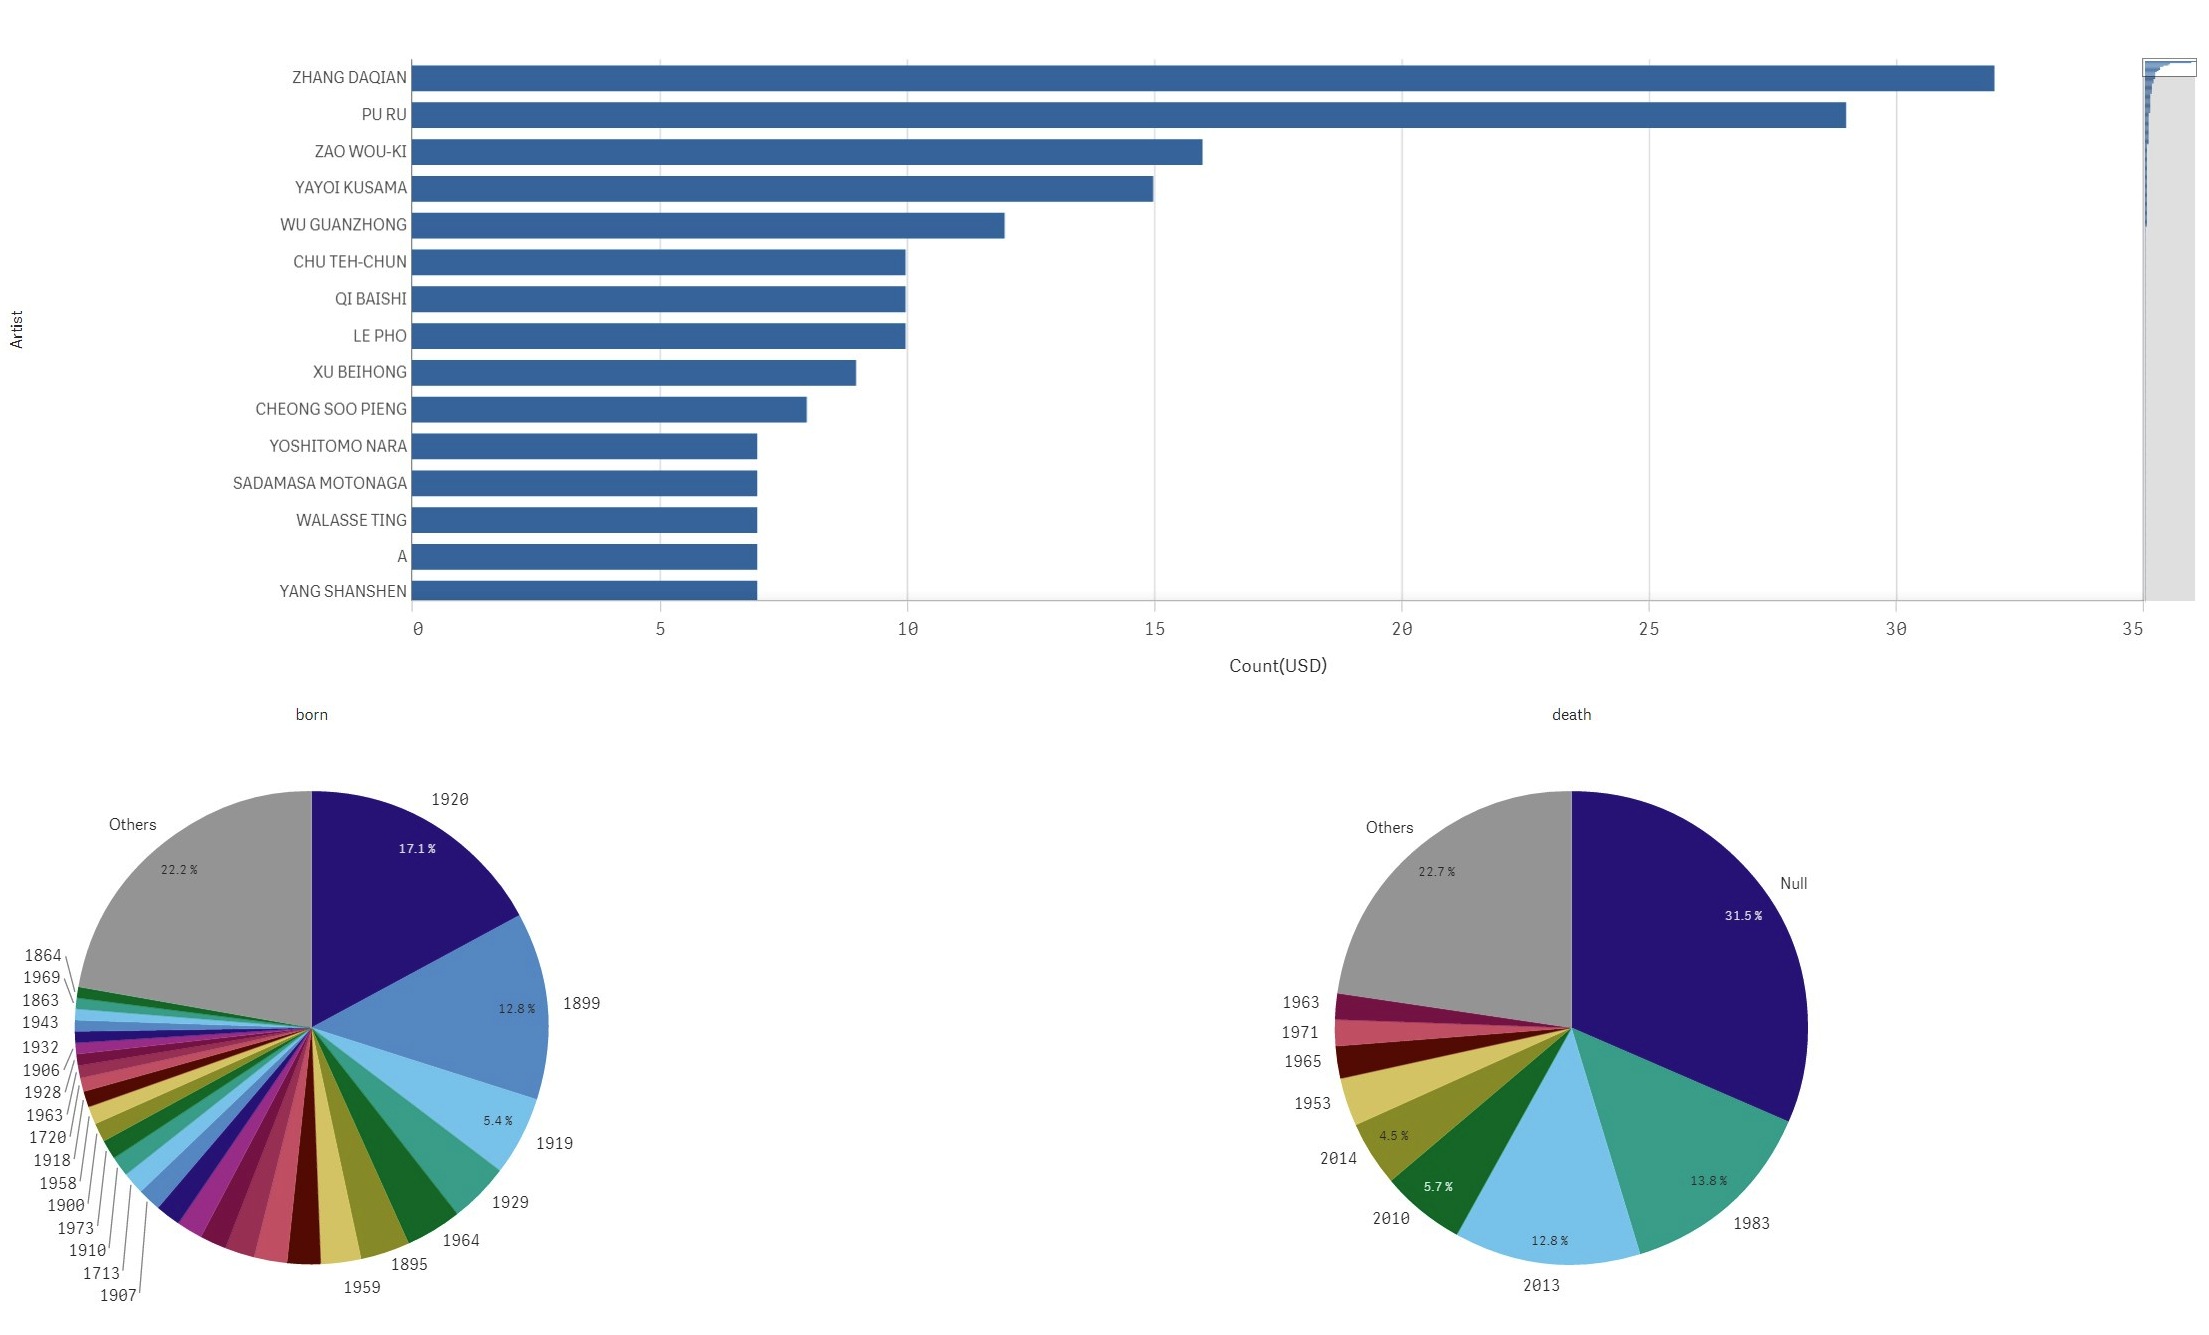 ZHANG DAQIAN
PU RU
ZAO WOU-KI
YAYOI KUSAMA
WU GUANZHONG
CHU TEH-CHUN
QI BAISHI
LE PHO
XU BEIHONG
CHEONG SOO PIENG
YOSHITOMO NARA
SADAMASA MOTONAGA
WALASSE TING
A
YANG SHANSHEN
Artist
0 5 10 15 20 25 30 35
Count(USD)
born
1920
17.1 %
1899
12.8 %
1919
5.4 %
1929
1964
1895
1959
1907
1713
1910
1973
1900
1958
1918
1720
1963
1928
1906
1932
1943
1863
1969
1864
Others
22.2 %
death
Null
31.5 %
1983
13.8 %
2013
12.8 %
2010
5.7 %
2014
4.5 %
1953
1965
1971
1963
Others
22.7 %